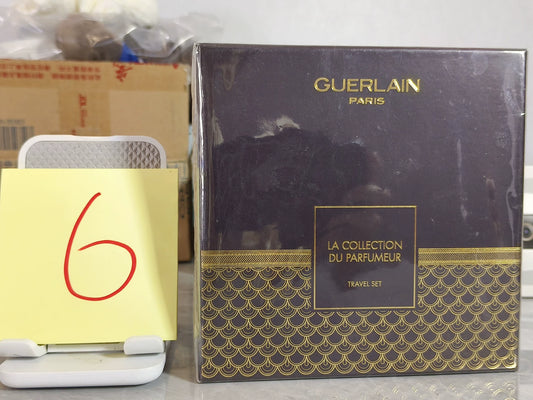 GUERLAIN
PARIS
LA COLLECTION
DU PARFUMEUR
TRAVEL SET
6